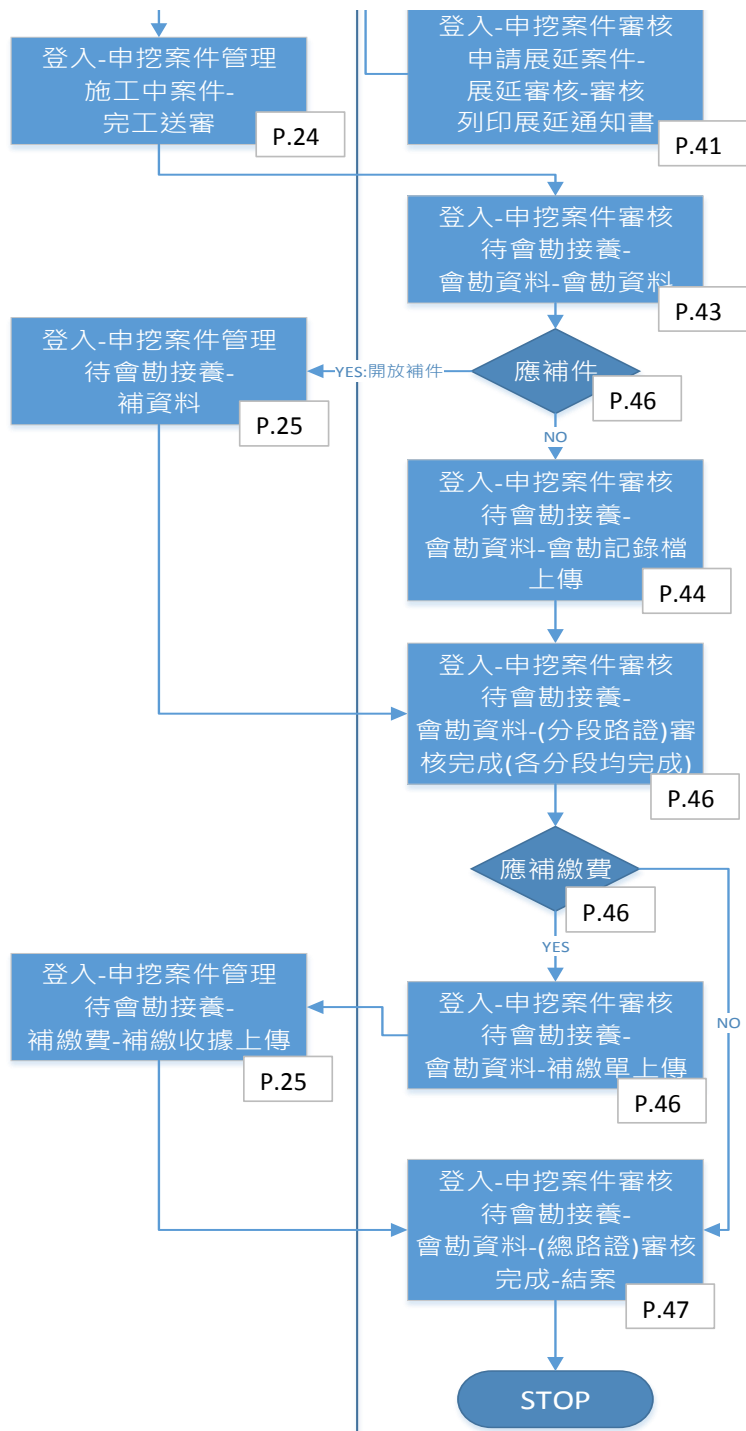 登入-申挖案件管理
施工中案件-
完工送審
P.24
登入-申挖案件審核
申請展延案件-
展延審核-審核
列印展延通知書
P.41
登入-申挖案件審核
待會勘接養-
會勘資料-會勘資料
P.43
應補件
P.46
YES:開放補件
登入-申挖案件管理
待會勘接養-
補資料
P.25
NO
登入-申挖案件審核
待會勘接養-
會勘資料-會勘記錄檔
上傳
P.44
登入-申挖案件審核
待會勘接養-
會勘資料-(分段路證)審
核完成(各分段均完成)
P.46
應補繳費
P.46
YES
NO
登入-申挖案件審核
待會勘接養-
會勘資料-補繳單上傳
P.46
登入-申挖案件管理
待會勘接養-
補繳費-補繳收據上傳
P.25
登入-申挖案件審核
待會勘接養-
會勘資料-(總路證)審核
完成-結案
P.47
STOP